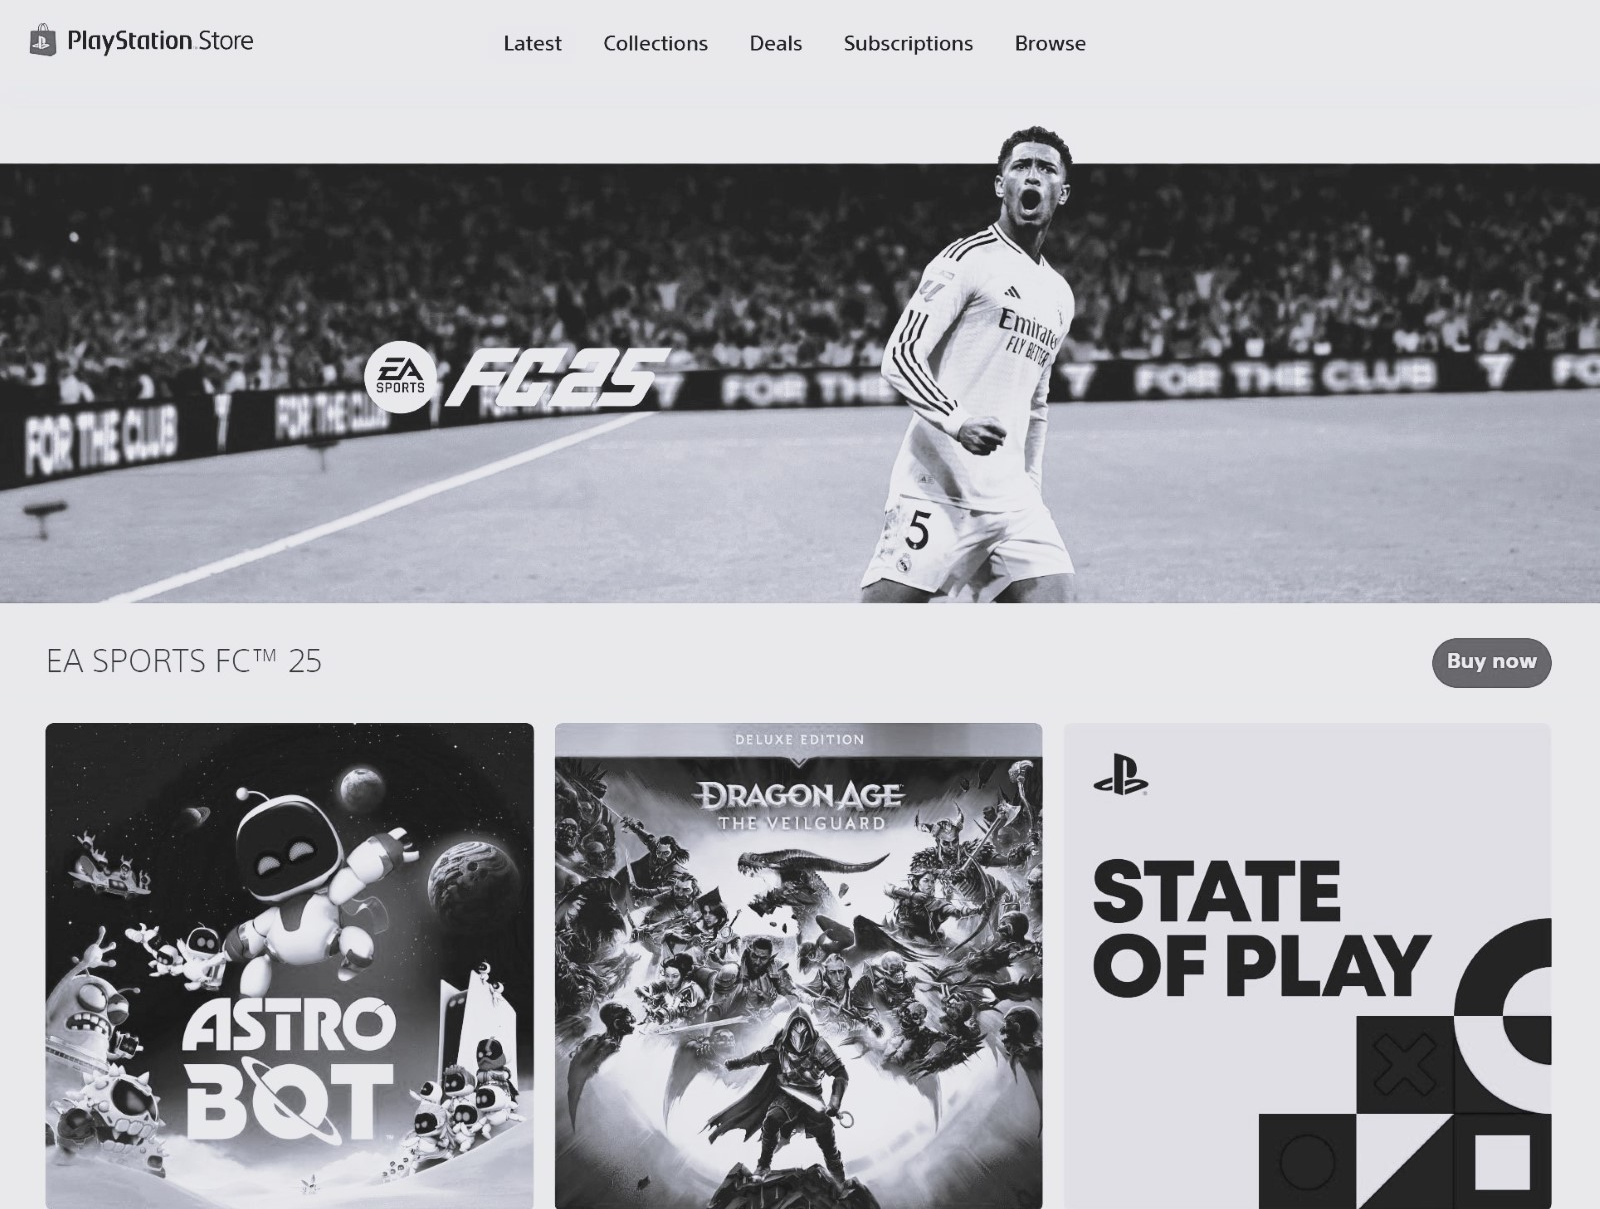 PlayStation Store
Latest
Collections
Deals
Subscriptions
Browse
Emirates
FLY BETTER
EA
SPORTS
FC25
FOR THE
FOR THE CLUB
FO
FOR THE CLUB
FOR THE CLUB
5
EA SPORTS FC™ 25
Buy now
ASTRO
BOT
DELUXE EDITION
DRAGON AGE
THE VEILGUARD
STATE
OF PLAY